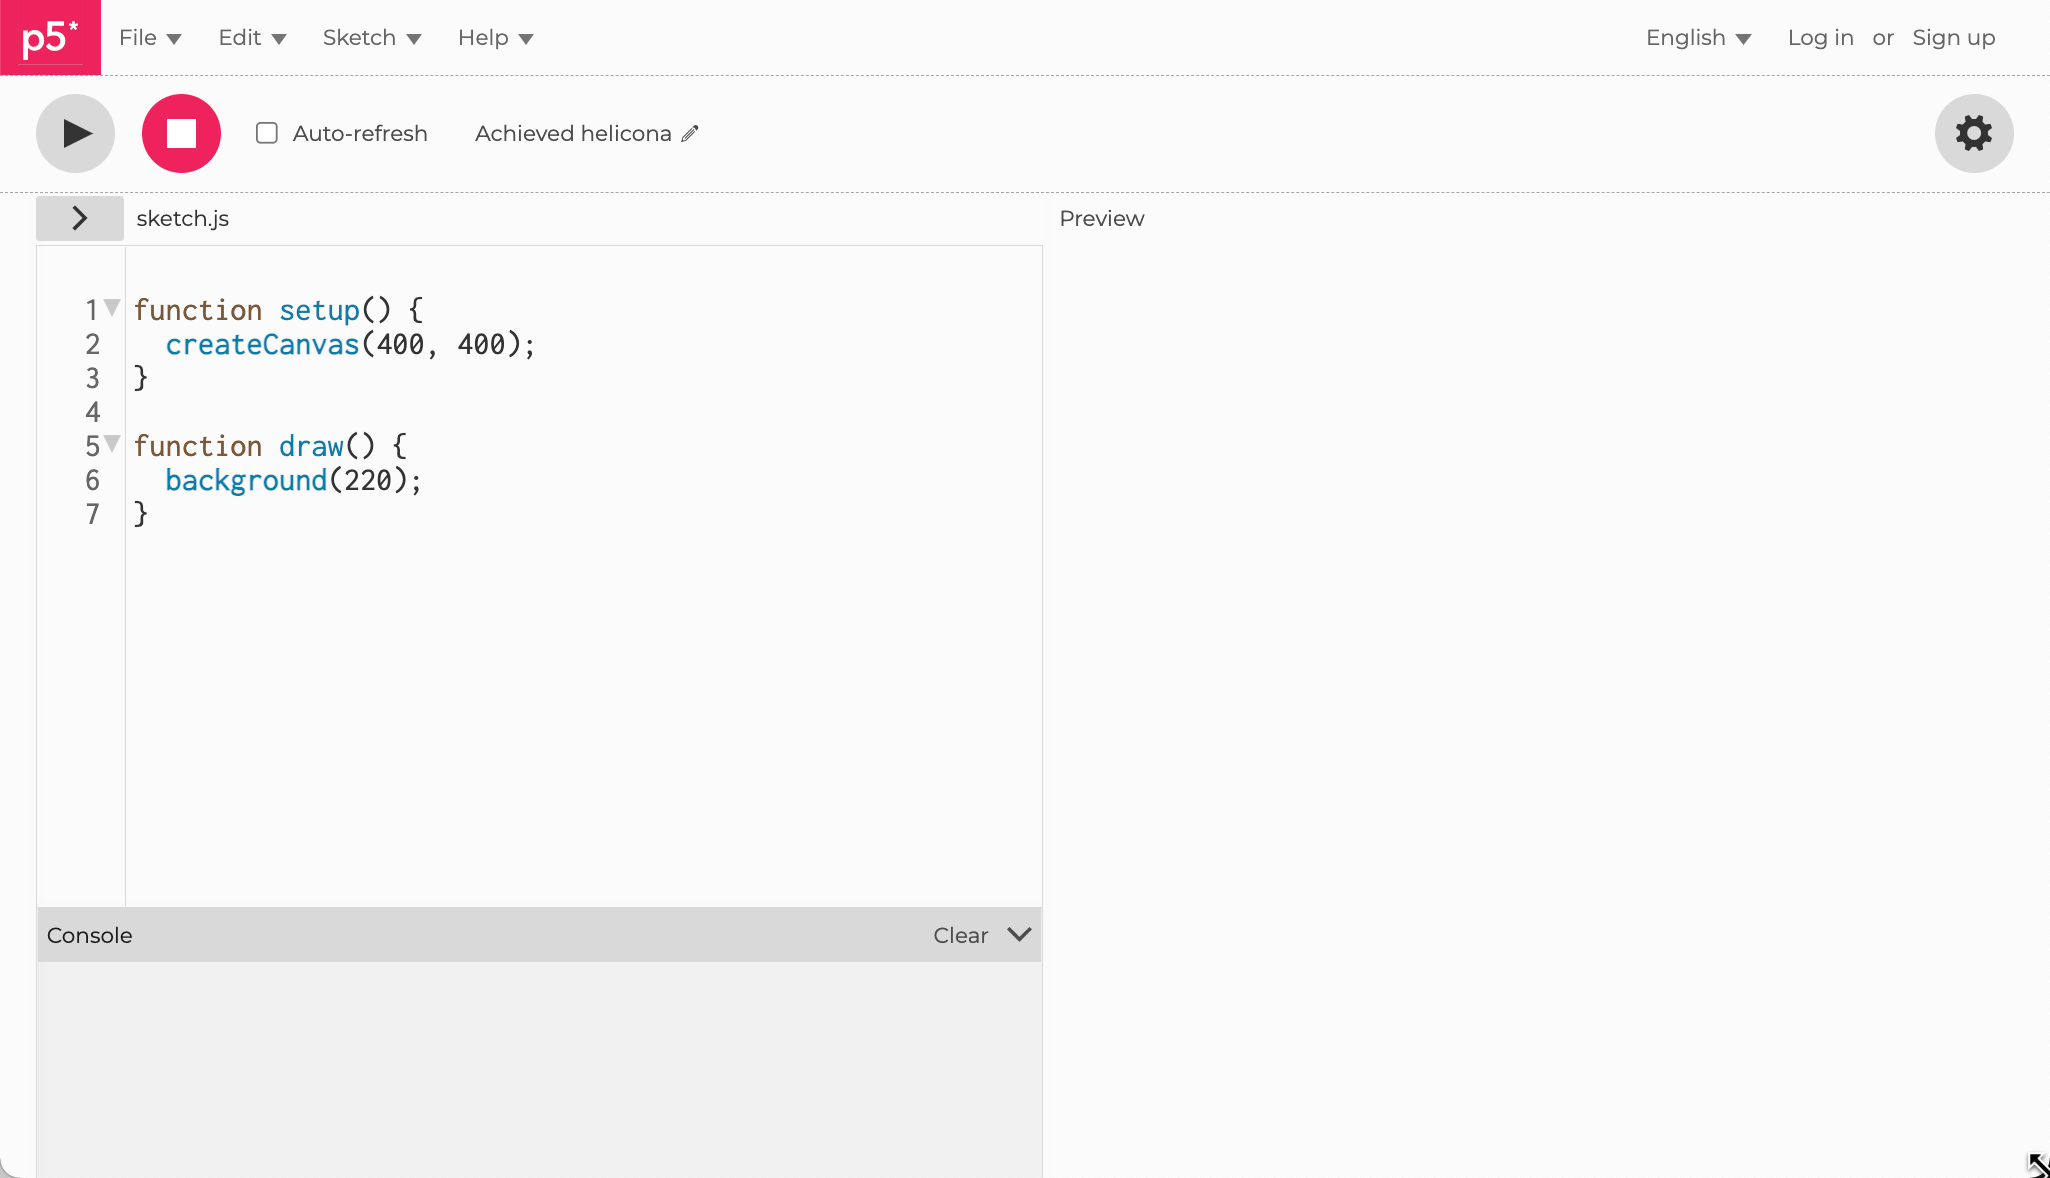 p5* File Edit Sketch Help English Log in or Sign up
Auto-refresh Achieved helicona
sketch.js Preview
1 function setup() {
2   createCanvas(400, 400);
3 }
4
5 function draw() {
6   background(220);
7 }
Console Clear